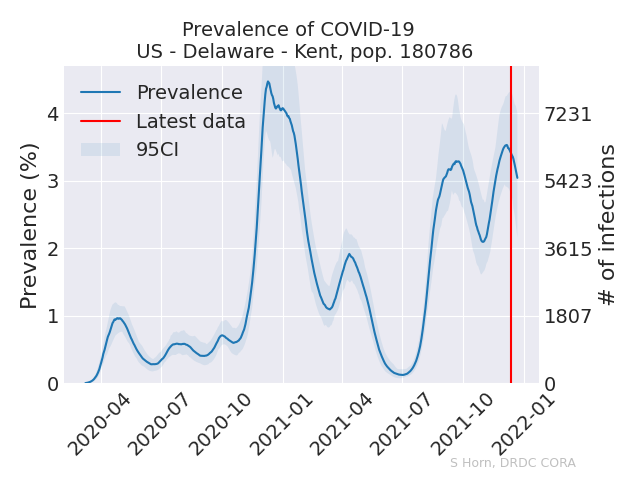 Prevalence of COVID-19
US - Delaware - Kent, pop. 180786
Prevalence
Latest data
95CI
Prevalence (%)
4
3
2
1
0
7231
5423
3615
1807
0
# of infections
2020-04
2020-07
2020-10
2021-01
2021-04
2021-07
2021-10
2022-01
S Horn, DRDC CORA